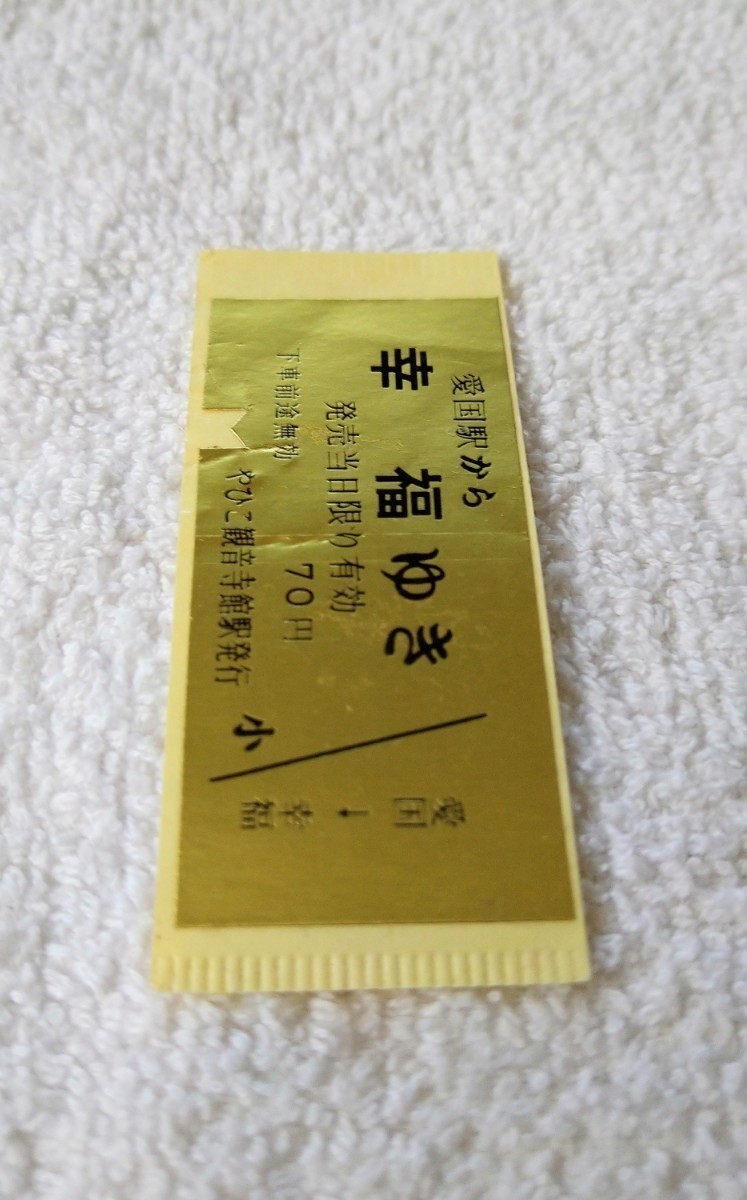 愛国駅から
幸福ゆき
発売当日限り有効
下車前途無効
70円
やひこ観音寺館駅発行
小
愛国
↓
幸福